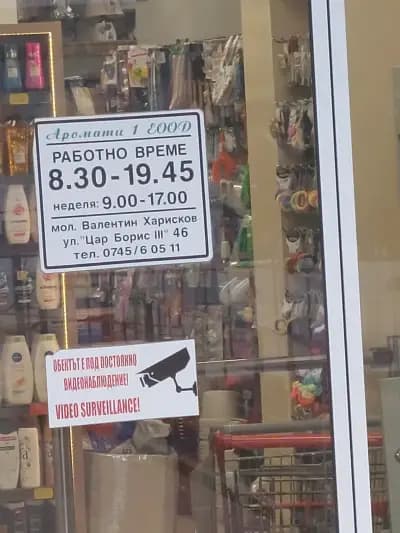 Аромати 1 ЕООД
РАБОТНО ВРЕМЕ
8.30-19.45
неделя: 9.00-17.00
мол. Валентин Харисков
ул."Цар Борис III" 46
тел. 0745/6 05 11
ОБЕКТЪТ Е ПОД ПОСТОЯННО
ВИДЕОНАБЛЮДЕНИЕ!
VIDEO SURVEILLANCE!